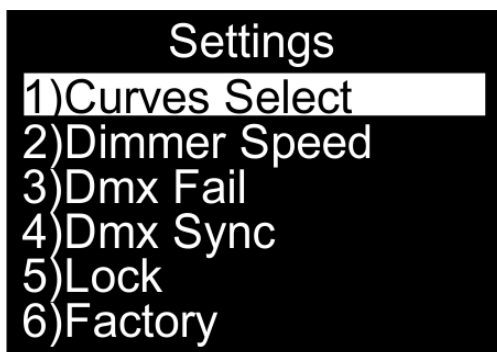 Settings
1)Curves Select
2)Dimmer Speed
3)Dmx Fail
4)Dmx Sync
5)Lock
6)Factory